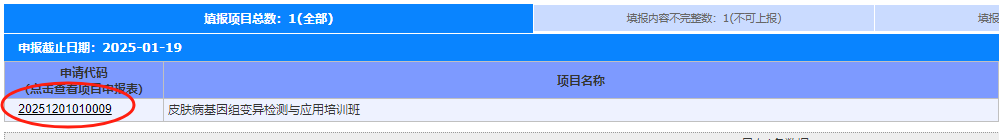 填报项目总数：1(全部)
填报内容不完整数：1(不可上报)
填报
申报截止日期：2025-01-19
申请代码
(点击查看项目申报表)
项目名称
20251201010009
皮肤病基因组变异检测与应用培训班